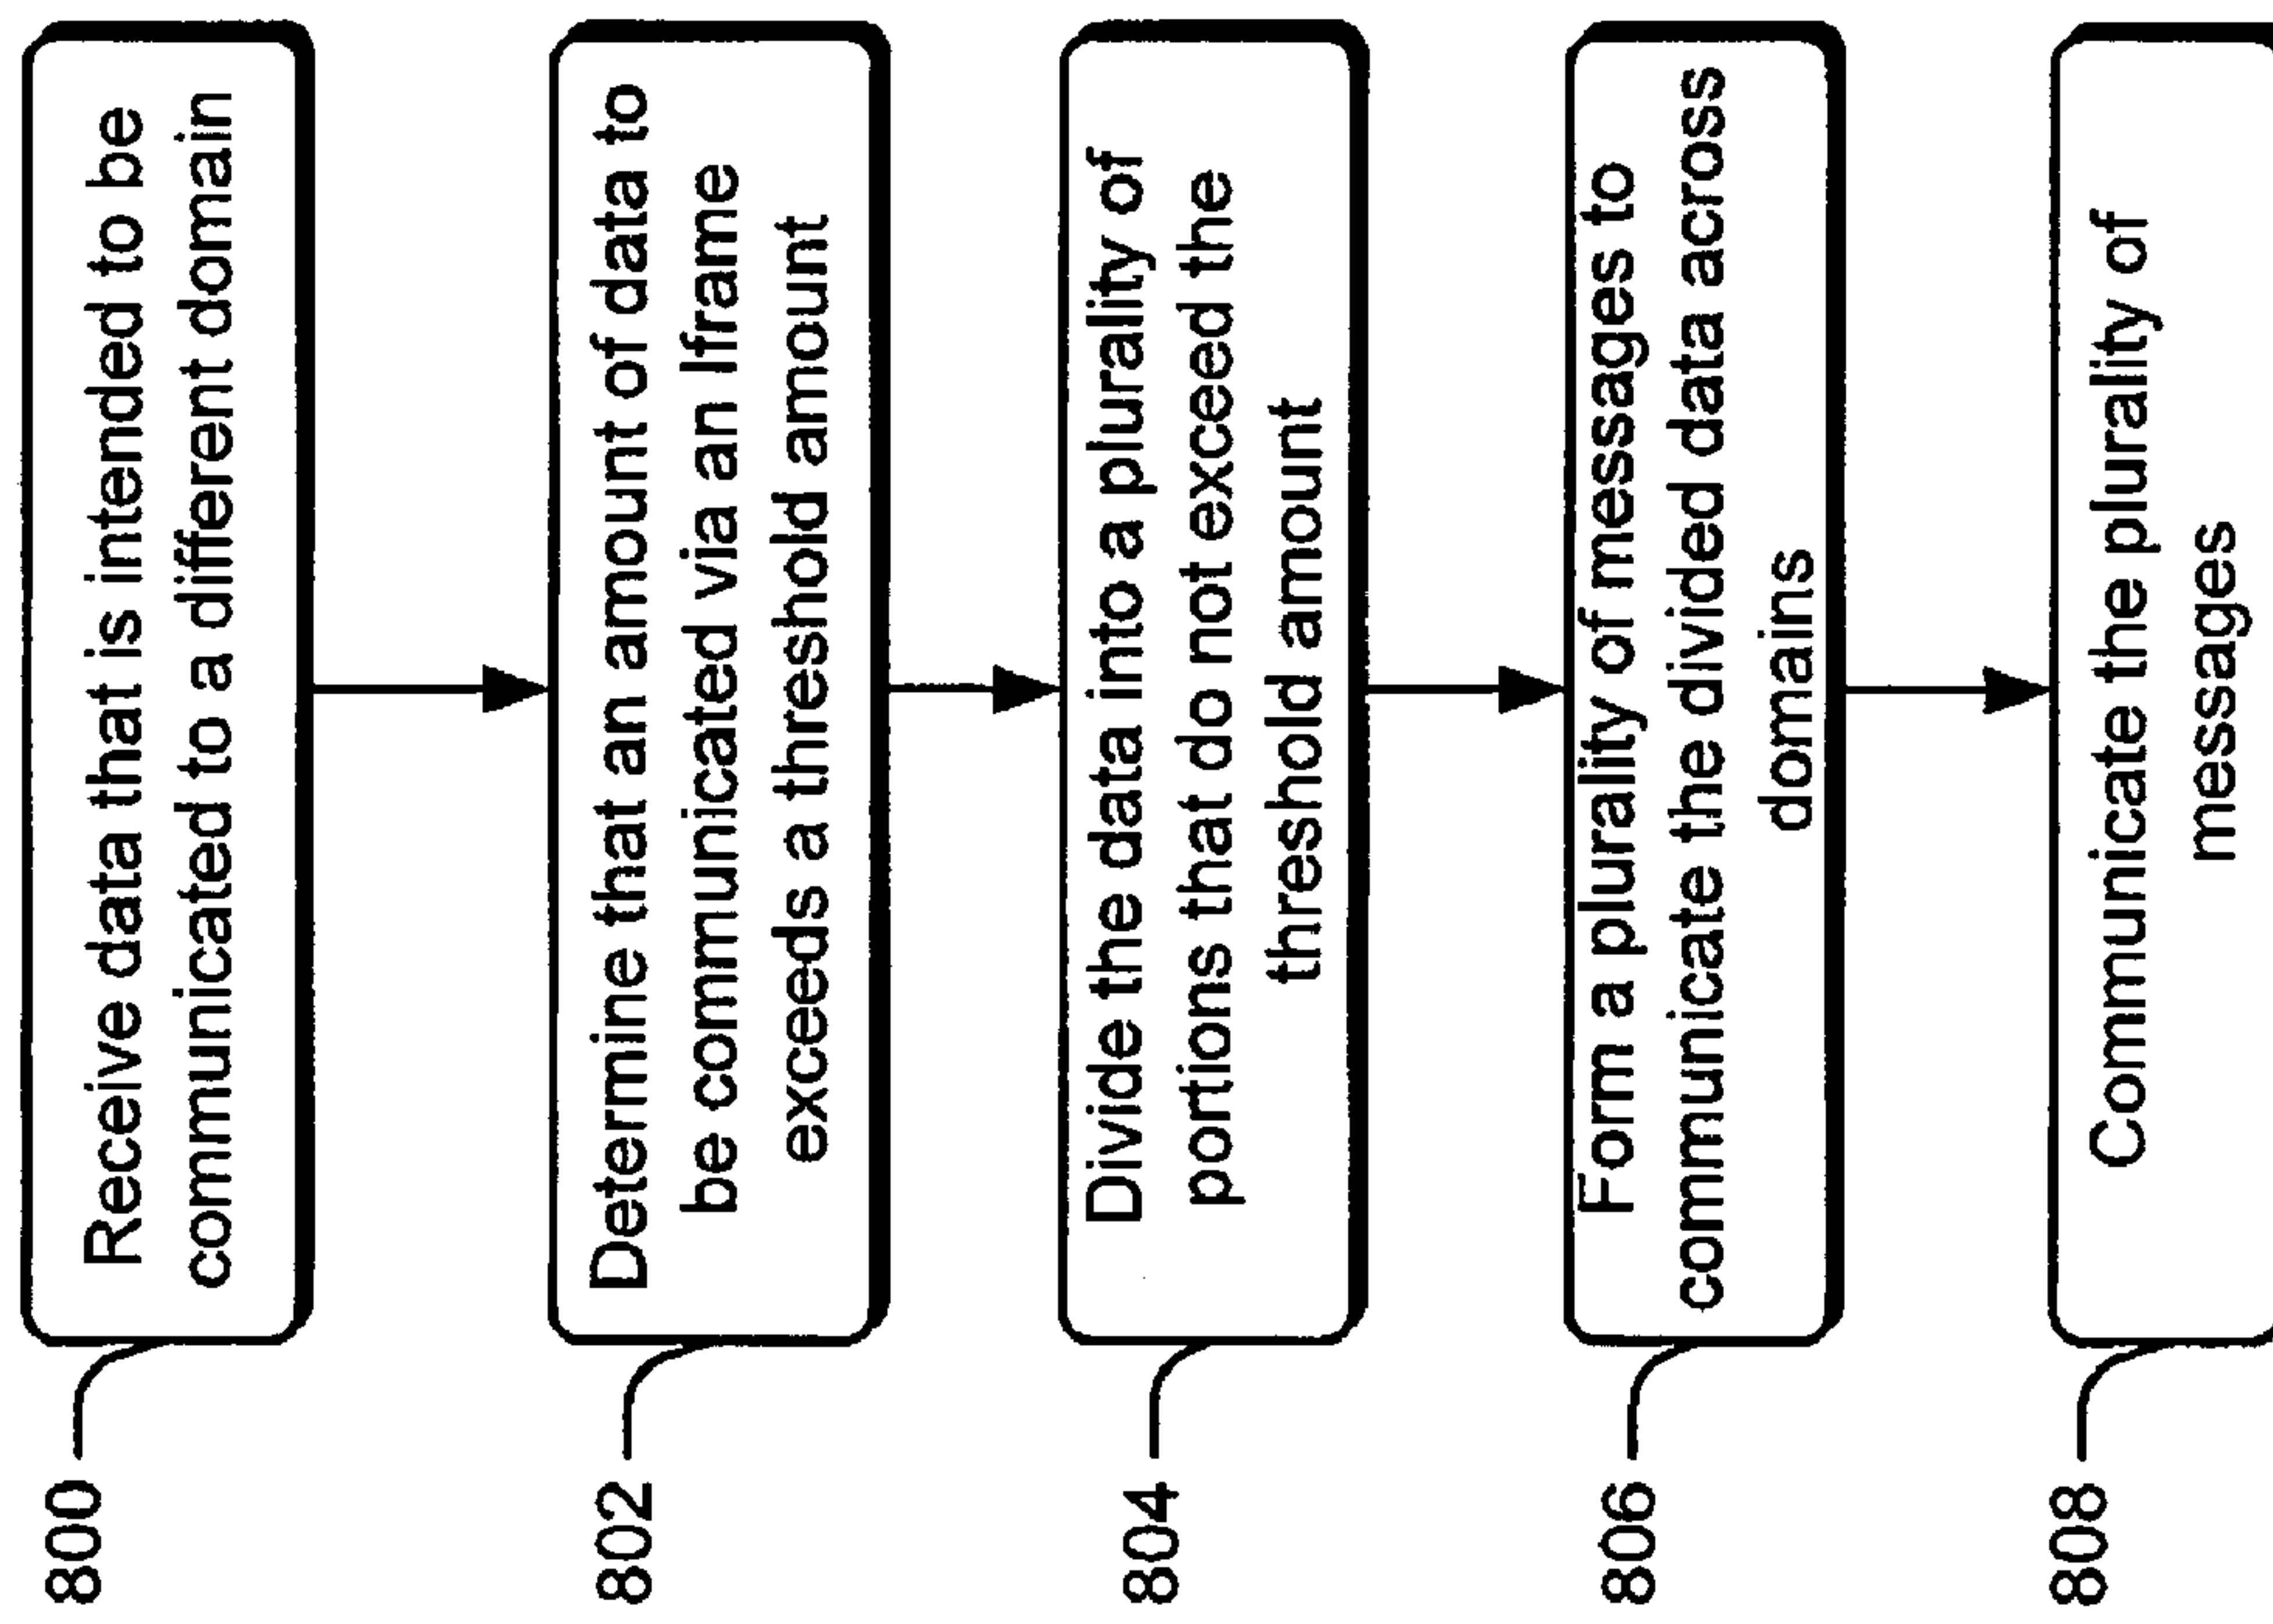 800
Receive data that is intended to be
communicated to a different domain
802
Determine that an amount of data to
be communicated via an Iframe
exceeds a threshold amount
804
Divide the data into a plurality of
portions that do not exceed the
threshold amount
806
Form a plurality of messages to
communicate the divided data across
domains
808
Communicate the plurality of
messages